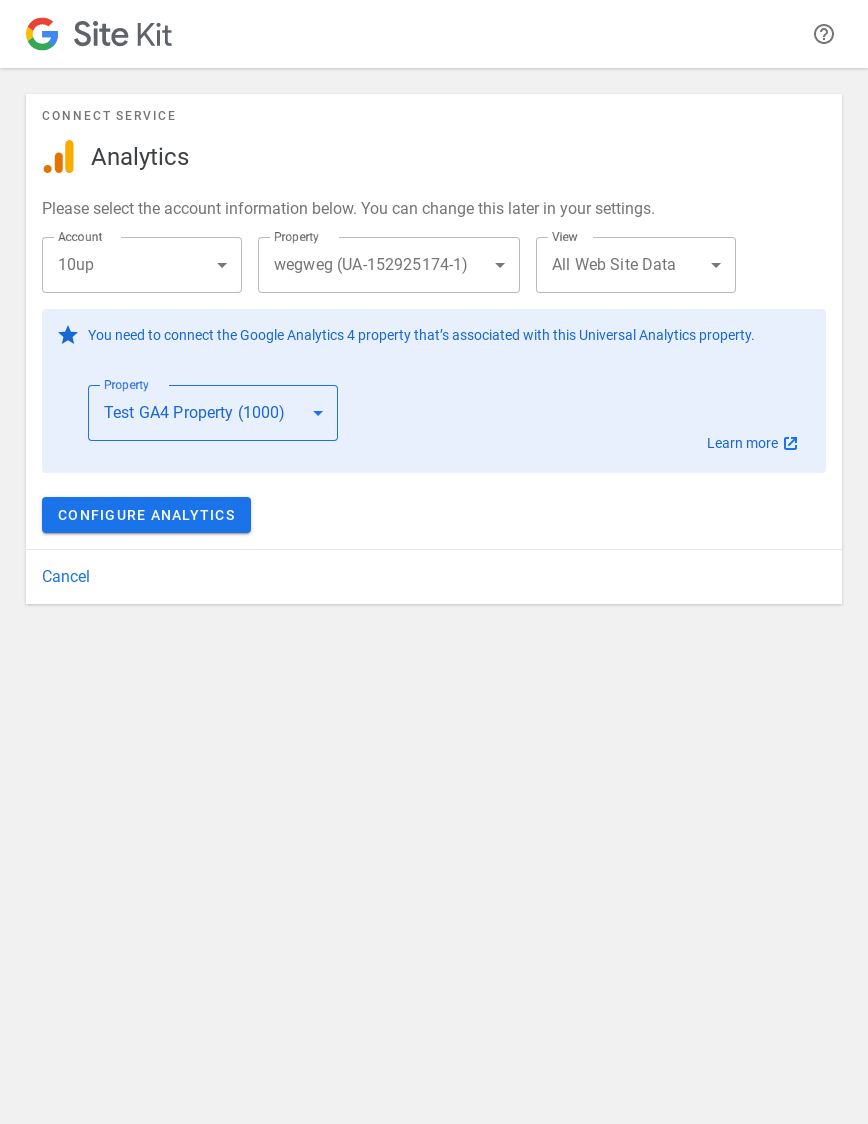 Site Kit
CONNECT SERVICE
Analytics
Please select the account information below. You can change this later in your settings.
Account
10up
Property
wegweg (UA-152925174-1)
View
All Web Site Data
You need to connect the Google Analytics 4 property that’s associated with this Universal Analytics property.
Property
Test GA4 Property (1000)
Learn more
CONFIGURE ANALYTICS
Cancel